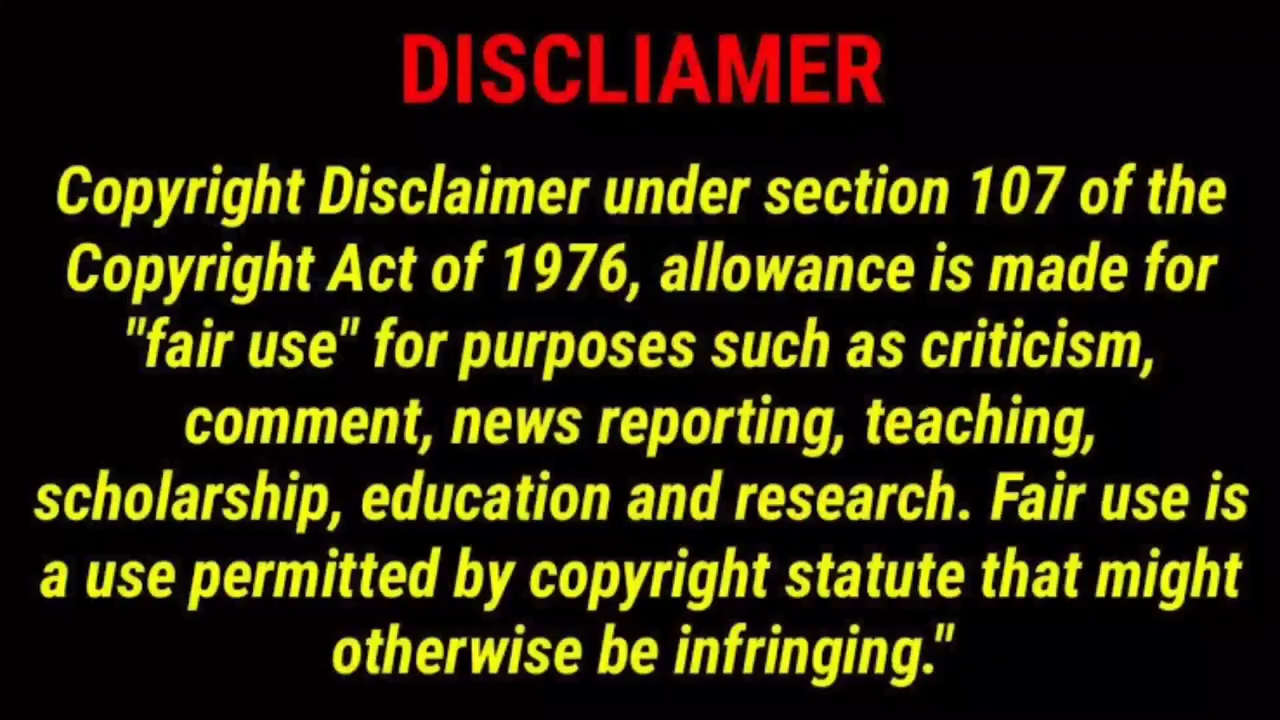 DISCLIAMER
Copyright Disclaimer under section 107 of the
Copyright Act of 1976, allowance is made for
"fair use" for purposes such as criticism,
comment, news reporting, teaching,
scholarship, education and research. Fair use is
a use permitted by copyright statute that might
otherwise be infringing."